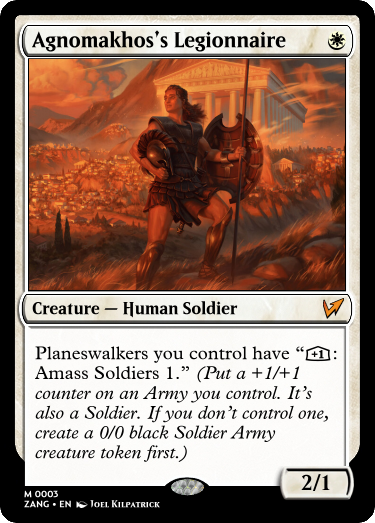 Agnomakhos's Legionnaire
Creature — Human Soldier
Planeswalkers you control have “+1:
Amass Soldiers 1.” (Put a +1/+1
counter on an Army you control. It's
also a Soldier. If you don't control one,
create a 0/0 black Soldier Army
creature token first.)
2/1
M 0003
ZANG • EN Joel Kilpatrick